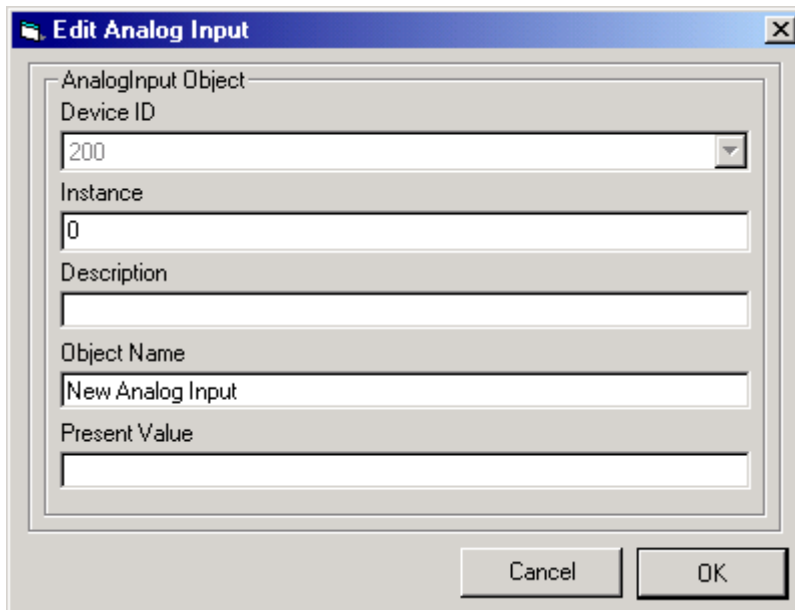 Edit Analog Input
AnalogInput Object
Device ID
200
Instance
0
Description
Object Name
New Analog Input
Present Value
Cancel OK